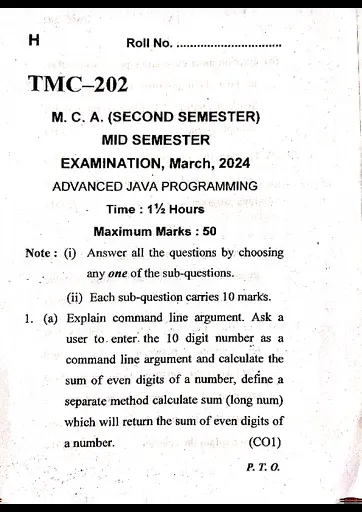 H
Roll No. ...............................
TMC–202
M. C. A. (SECOND SEMESTER)
MID SEMESTER
EXAMINATION, March, 2024
ADVANCED JAVA PROGRAMMING
Time : 1½ Hours
Maximum Marks : 50
Note : (i) Answer all the questions by choosing
any one of the sub-questions.
(ii) Each sub-question carries 10 marks.
1. (a) Explain command line argument. Ask a
user to enter the 10 digit number as a
command line argument and calculate the
sum of even digits of a number, define a
separate method calculate sum (long num)
which will return the sum of even digits of
a number. (CO1)
P. T. O.